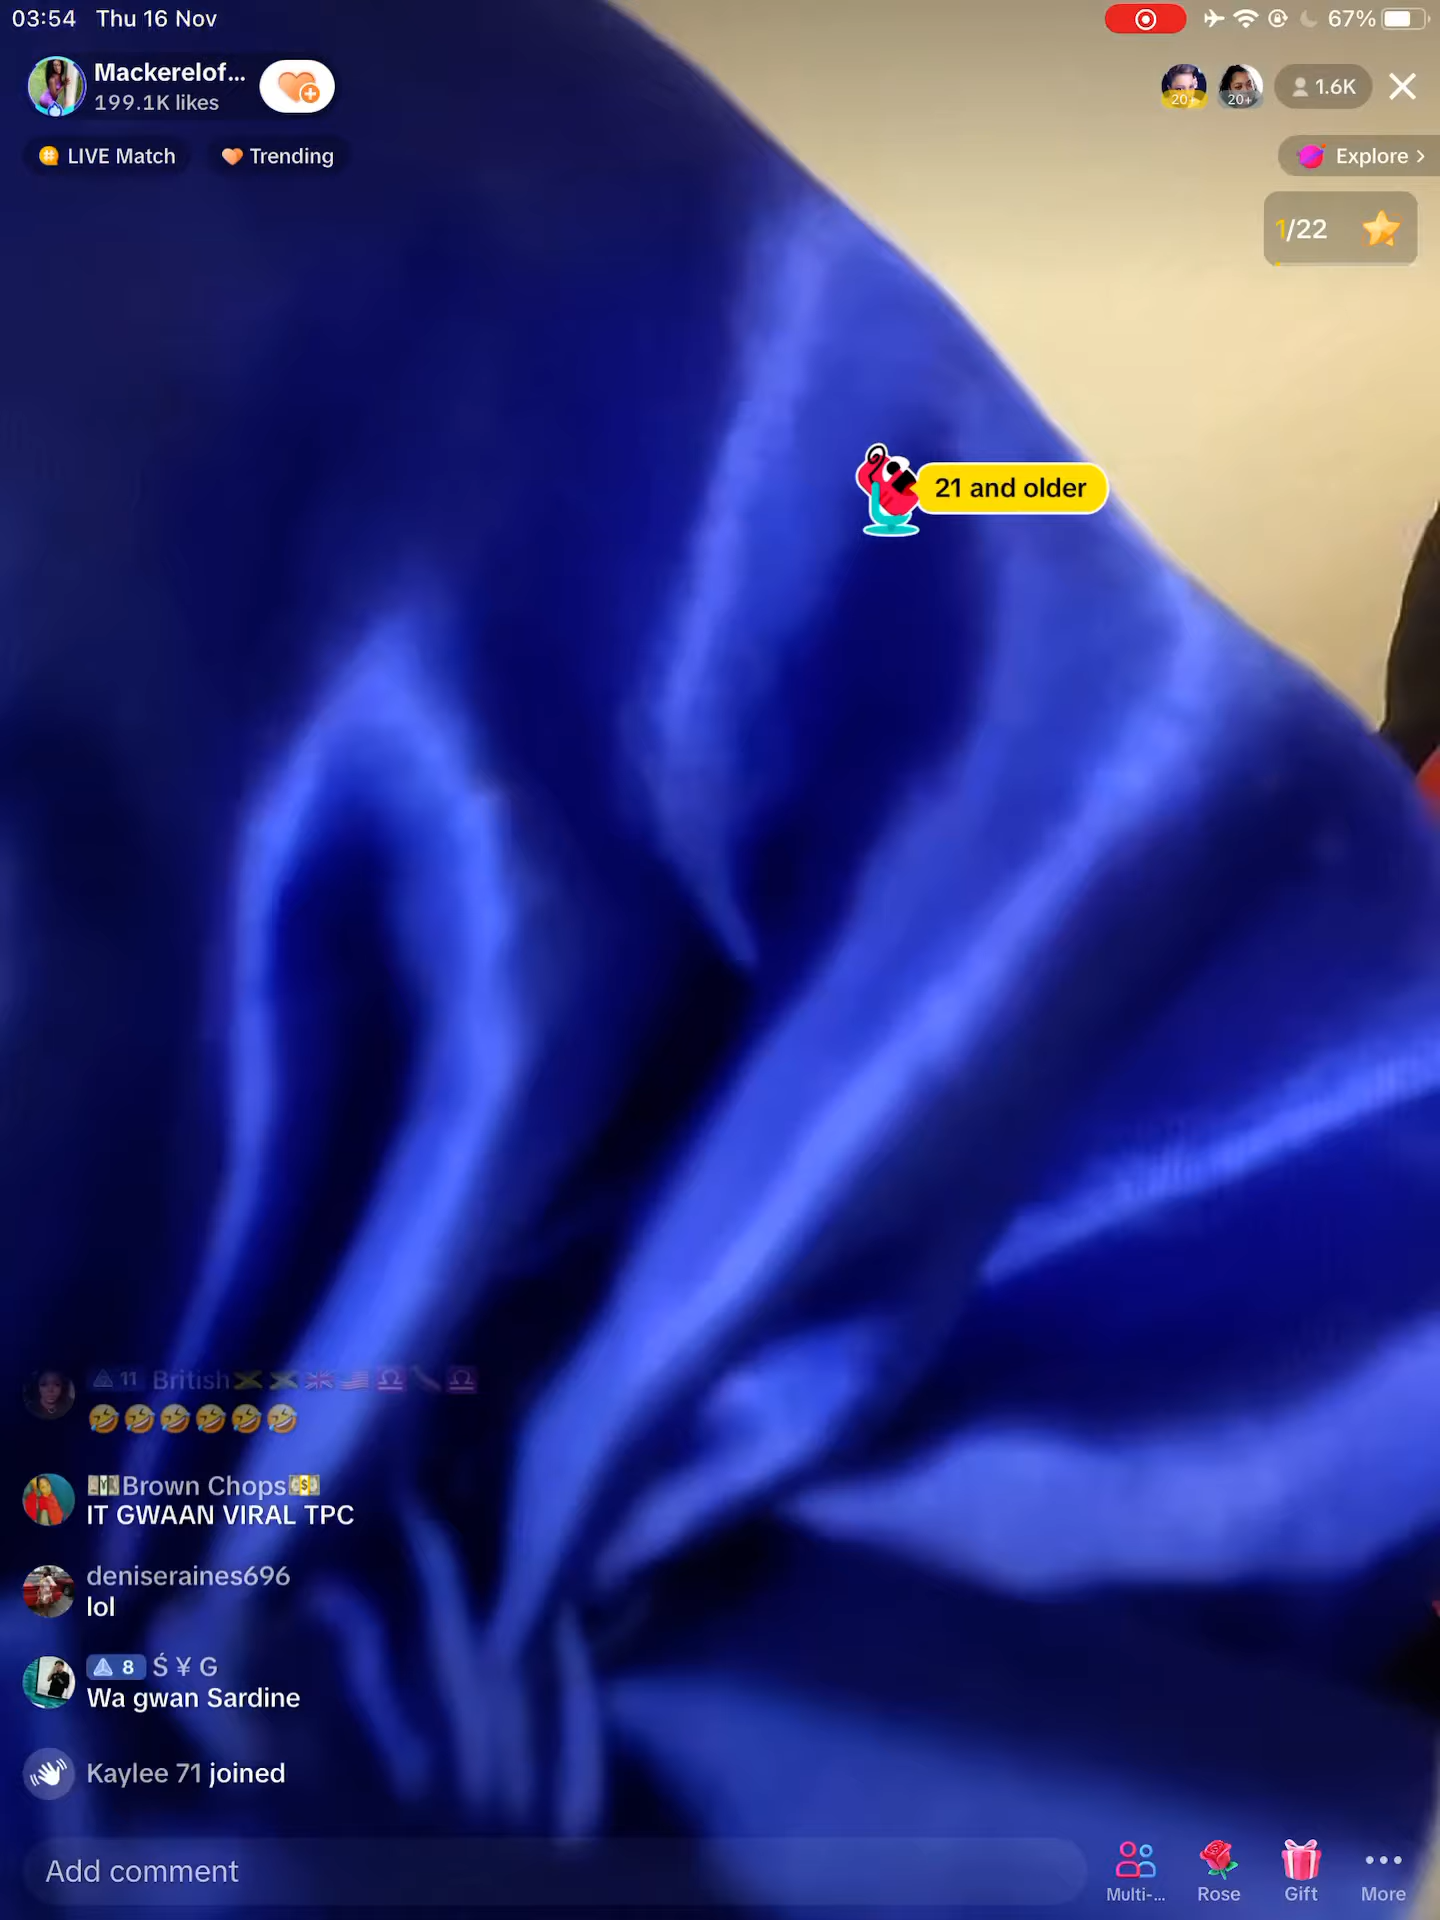 03:54 Thu 16 Nov
67%
Mackerelof...
199.1K likes
20+
20+
1.6K
LIVE Match
Trending
Explore >
1/22
21 and older
11 British🇯🇲🇯🇲🇬🇧🇺🇸♎🌶♎
🤣🤣🤣🤣🤣🤣
💴Brown Chops💵
IT GWAAN VIRAL TPC
deniseraines696
lol
8 Ś ¥ G
Wa gwan Sardine
Kaylee 71 joined
Add comment
Multi-...
Rose
Gift
More